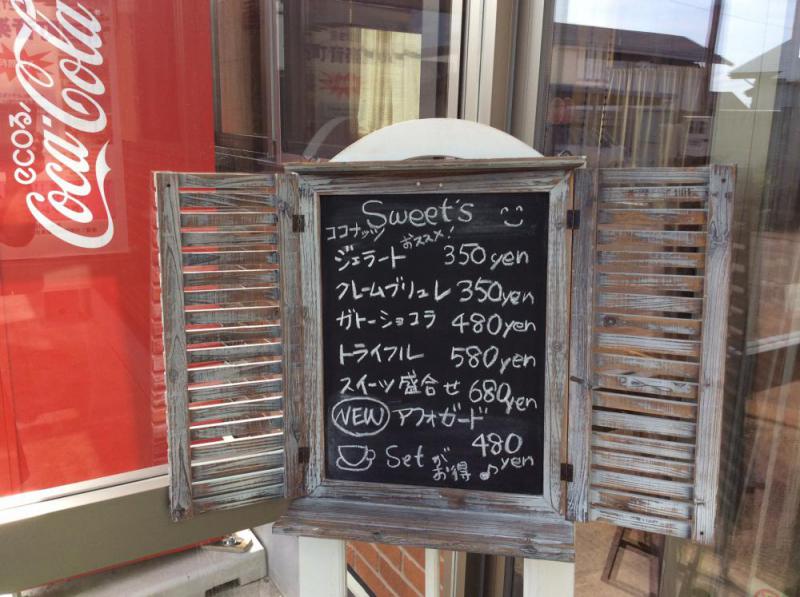 ecoる
Coca-Cola
Sweet's
ココナッツ
おススメ!
ジェラート 350yen
クレームブリュレ 350yen
ガトーショコラ 480yen
トライフル 580yen
スイーツ盛合せ 680yen
NEW アフォガード
480
yen
Setが
お得♪